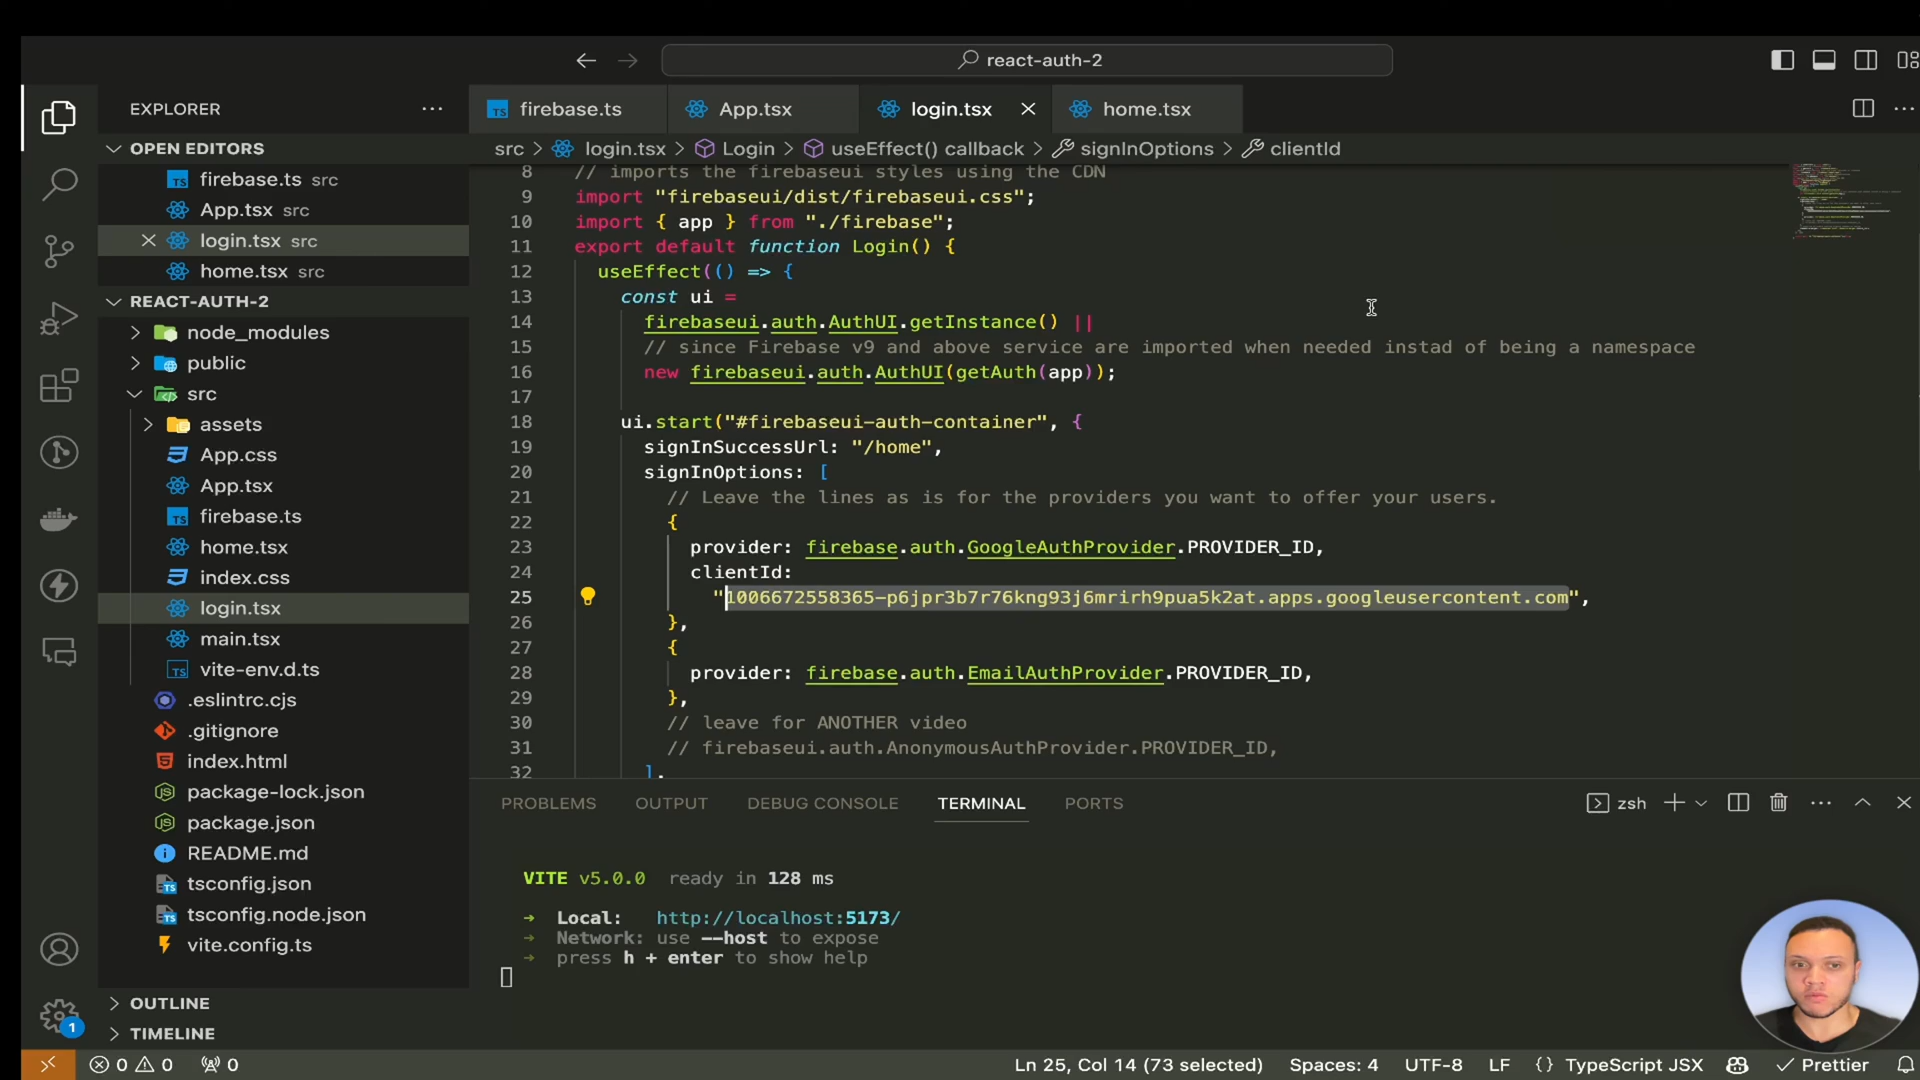 react-auth-2
EXPLORER
firebase.ts
App.tsx
login.tsx
home.tsx
OPEN EDITORS
firebase.ts src
App.tsx src
login.tsx src
home.tsx src
REACT-AUTH-2
node_modules
public
src
assets
App.css
App.tsx
firebase.ts
home.tsx
index.css
login.tsx
main.tsx
vite-env.d.ts
.eslintrc.cjs
.gitignore
index.html
package-lock.json
package.json
README.md
tsconfig.json
tsconfig.node.json
vite.config.ts
OUTLINE
TIMELINE
src > login.tsx > Login > useEffect() callback > signInOptions > clientId
8 // imports the firebaseui styles using the CDN
9 import "firebaseui/dist/firebaseui.css";
10 import { app } from "./firebase";
11 export default function Login() {
12 useEffect(() => {
13 const ui =
14 firebaseui.auth.AuthUI.getInstance() ||
15 // since Firebase v9 and above service are imported when needed instad of being a namespace
16 new firebaseui.auth.AuthUI(getAuth(app));
17
18 ui.start("#firebaseui-auth-container", {
19 signInSuccessUrl: "/home",
20 signInOptions: [
21 // Leave the lines as is for the providers you want to offer your users.
22 {
23 provider: firebase.auth.GoogleAuthProvider.PROVIDER_ID,
24 clientId:
25 "1006672558365-p6jpr3b7r76kng93j6mrirh9pua5k2at.apps.googleusercontent.com",
26 },
27 {
28 provider: firebase.auth.EmailAuthProvider.PROVIDER_ID,
29 },
30 // leave for ANOTHER video
31 // firebaseui.auth.AnonymousAuthProvider.PROVIDER_ID,
32 ],
PROBLEMS
OUTPUT
DEBUG CONSOLE
TERMINAL
PORTS
zsh
VITE v5.0.0 ready in 128 ms
➜ Local: http://localhost:5173/
➜ Network: use --host to expose
➜ press h + enter to show help
1
0 0 0
Ln 25, Col 14 (73 selected)
Spaces: 4
UTF-8
LF
{} TypeScript JSX
Prettier